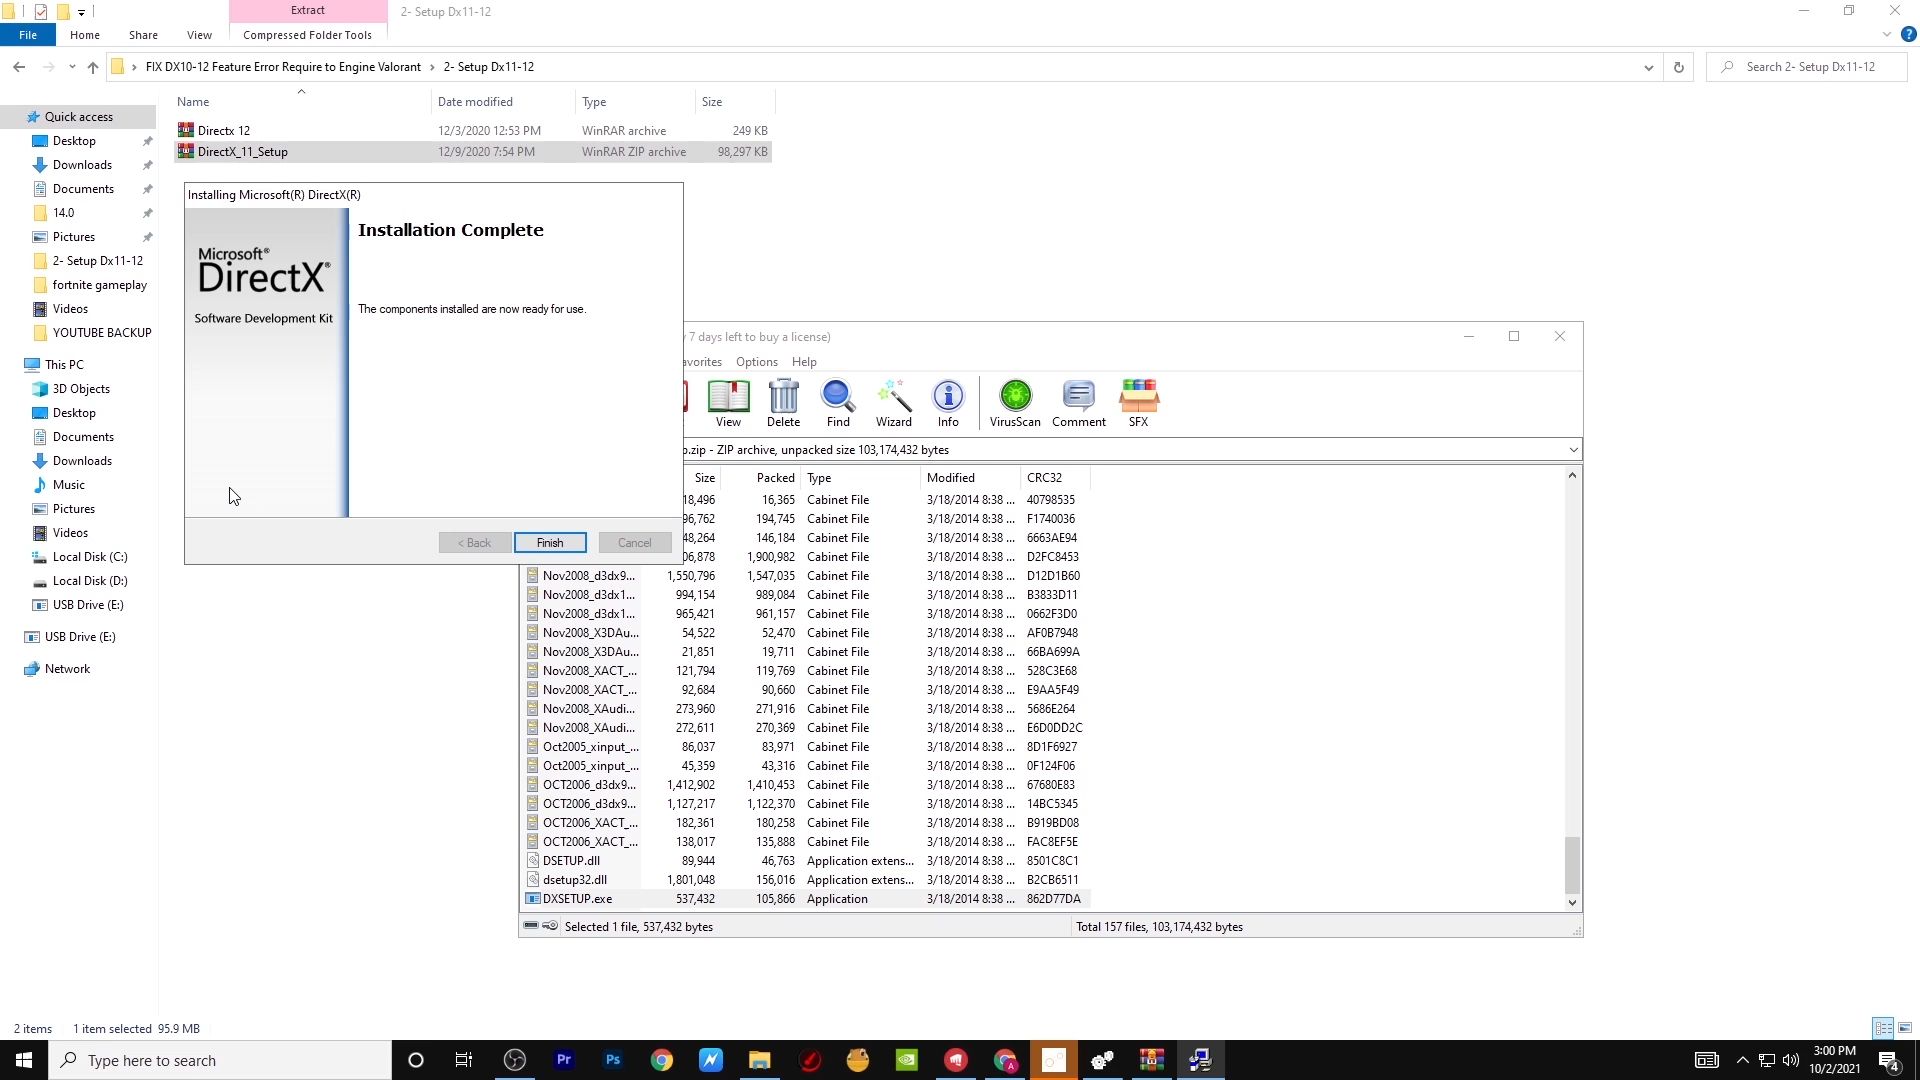 Extract
2- Setup Dx11-12
File
Home
Share
View
Compressed Folder Tools
FIX DX10-12 Feature Error Require to Engine Valorant
2- Setup Dx11-12
Search 2- Setup Dx11-12
Name
Date modified
Type
Size
Directx 12
12/3/2020 12:53 PM
WinRAR archive
249 KB
DirectX_11_Setup
12/9/2020 7:54 PM
WinRAR ZIP archive
98,297 KB
Quick access
Desktop
Downloads
Documents
14.0
Pictures
2- Setup Dx11-12
fortnite gameplay
Videos
YOUTUBE BACKUP
This PC
3D Objects
Desktop
Documents
Downloads
Music
Pictures
Videos
Local Disk (C:)
Local Disk (D:)
USB Drive (E:)
USB Drive (E:)
Network
Installing Microsoft(R) DirectX(R)
Microsoft®
DirectX®
Software Development Kit
Installation Complete
The components installed are now ready for use.
< Back
Finish
Cancel
7 days left to buy a license)
avorites
Options
Help
View
Delete
Find
Wizard
Info
VirusScan
Comment
SFX
p.zip - ZIP archive, unpacked size 103,174,432 bytes
Size Packed Type Modified CRC32
18,496 16,365 Cabinet File 3/18/2014 8:38 ... 40798535
96,762 194,745 Cabinet File 3/18/2014 8:38 ... F1740036
48,264 146,184 Cabinet File 3/18/2014 8:38 ... 6663AE94
06,878 1,900,982 Cabinet File 3/18/2014 8:38 ... D2FC8453
Nov2008_d3dx9... 1,550,796 1,547,035 Cabinet File 3/18/2014 8:38 ... D12D1B60
Nov2008_d3dx1... 994,154 989,084 Cabinet File 3/18/2014 8:38 ... B3833D11
Nov2008_d3dx1... 965,421 961,157 Cabinet File 3/18/2014 8:38 ... 0662F3D0
Nov2008_X3DAu... 54,522 52,470 Cabinet File 3/18/2014 8:38 ... AF0B7948
Nov2008_X3DAu... 21,851 19,711 Cabinet File 3/18/2014 8:38 ... 66BA699A
Nov2008_XACT_... 121,794 119,769 Cabinet File 3/18/2014 8:38 ... 528C3E68
Nov2008_XACT_... 92,684 90,660 Cabinet File 3/18/2014 8:38 ... E9AA5F49
Nov2008_XAudi... 273,960 271,916 Cabinet File 3/18/2014 8:38 ... 5686E264
Nov2008_XAudi... 272,611 270,369 Cabinet File 3/18/2014 8:38 ... E6D0DD2C
Oct2005_xinput_... 86,037 83,971 Cabinet File 3/18/2014 8:38 ... 8D1F6927
Oct2005_xinput_... 45,359 43,316 Cabinet File 3/18/2014 8:38 ... 0F124F06
OCT2006_d3dx9... 1,412,902 1,410,453 Cabinet File 3/18/2014 8:38 ... 67680E83
OCT2006_d3dx9... 1,127,217 1,122,370 Cabinet File 3/18/2014 8:38 ... 14BC5345
OCT2006_XACT_... 182,361 180,258 Cabinet File 3/18/2014 8:38 ... B919BD08
OCT2006_XACT_... 138,017 135,888 Cabinet File 3/18/2014 8:38 ... FAC8EF5E
DSETUP.dll 89,944 46,763 Application extens... 3/18/2014 8:38 ... 8501C8C1
dsetup32.dll 1,801,048 156,016 Application extens... 3/18/2014 8:38 ... B2CB6511
DXSETUP.exe 537,432 105,866 Application 3/18/2014 8:38 ... 862D77DA
Selected 1 file, 537,432 bytes
Total 157 files, 103,174,432 bytes
2 items
1 item selected 95.9 MB
Type here to search
Pr
Ps
A
3:00 PM
10/2/2021
4